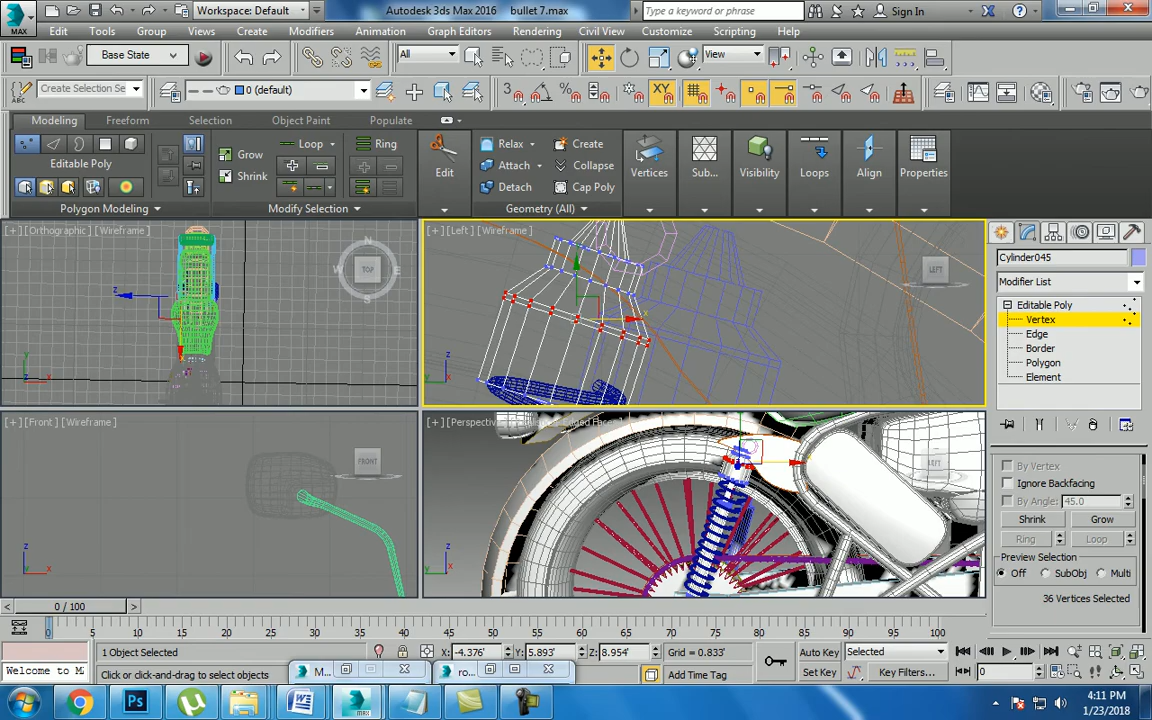 Workspace: Default
Autodesk 3ds Max 2016    bullet 7.max
Type a keyword or phrase
Sign In
MAX
Edit Tools Group Views Create Modifiers Animation Graph Editors Rendering Civil View Customize Scripting Help
Base State
All
View
Create Selection Se
0 (default)
3
XY
Modeling Freeform Selection Object Paint Populate
Editable Poly
Polygon Modeling
Grow
Shrink
Loop
Ring
Modify Selection
Edit
Relax
Create
Attach
Collapse
Detach
Cap Poly
Geometry (All)
Vertices
Sub...
Visibility
Loops
Align
Properties
[+] [Orthographic] [Wireframe]
TOP
[+] [Left] [Wireframe]
LEFT
[+] [Front] [Wireframe]
FRONT
[+] [Perspective]
Cylinder045
Modifier List
Editable Poly
Vertex
Edge
Border
Polygon
Element
By Vertex
Ignore Backfacing
By Angle: 45.0
Shrink Grow
Ring Loop
Preview Selection
Off SubObj Multi
36 Vertices Selected
0 / 100
0 5 10 15 20 25 30 35 40 45 50 55 60 65 70 75 80 85 90 95 100
1 Object Selected
X: -4.376' Y: 5.893' Z: 8.954' Grid = 0.833'
Auto Key Selected
Welcome to M
Click or click-and-drag to select objects
M...
ro...
Add Time Tag
Set Key
Key Filters...
0
4:11 PM
1/23/2018